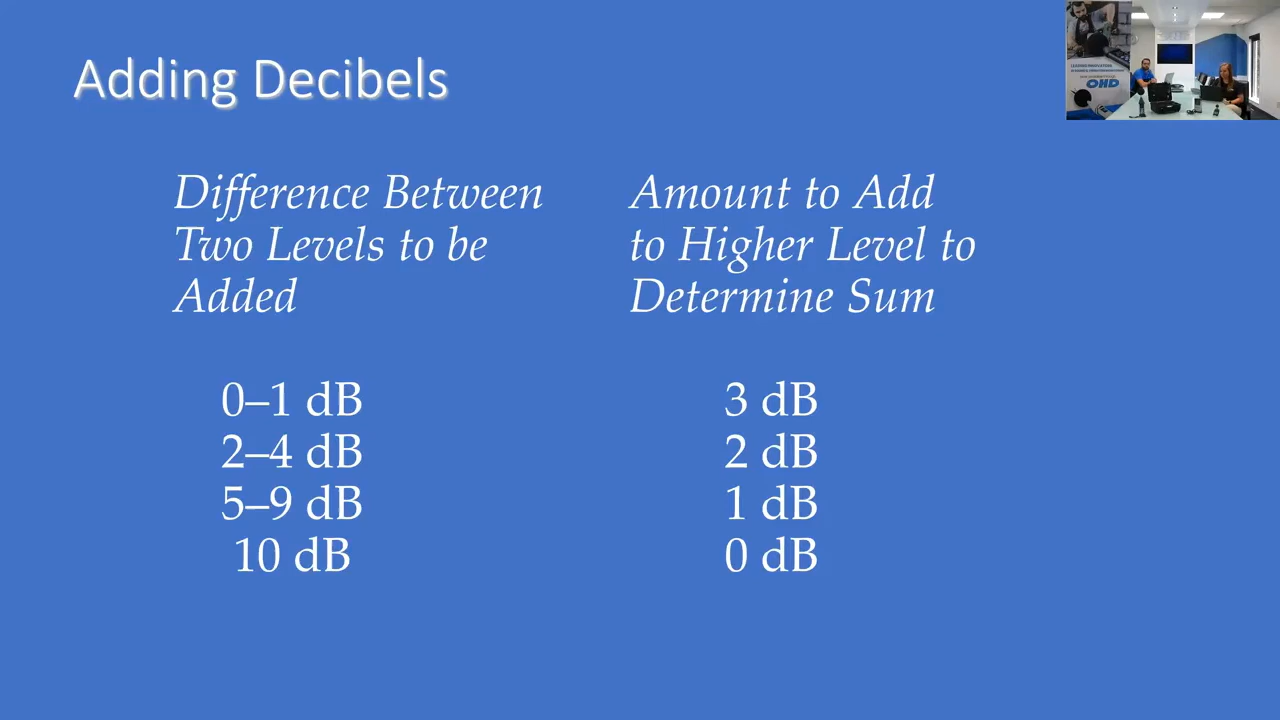 Adding Decibels
Difference Between
Two Levels to be
Added
Amount to Add
to Higher Level to
Determine Sum
0–1 dB 3 dB
2–4 dB 2 dB
5–9 dB 1 dB
10 dB 0 dB
OHD